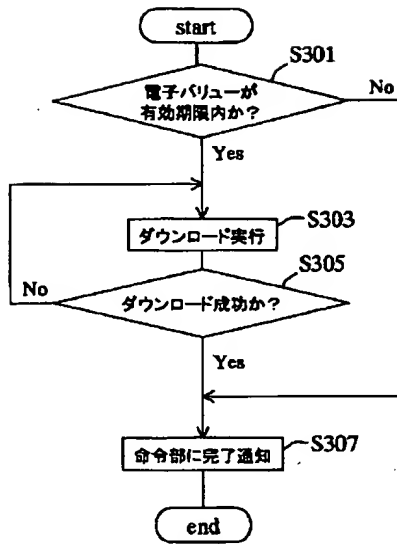 start
S301
電子バリューが
有効期限内か？
No
Yes
S303
ダウンロード実行
S305
ダウンロード成功か？
No
Yes
S307
命令部に完了通知
end